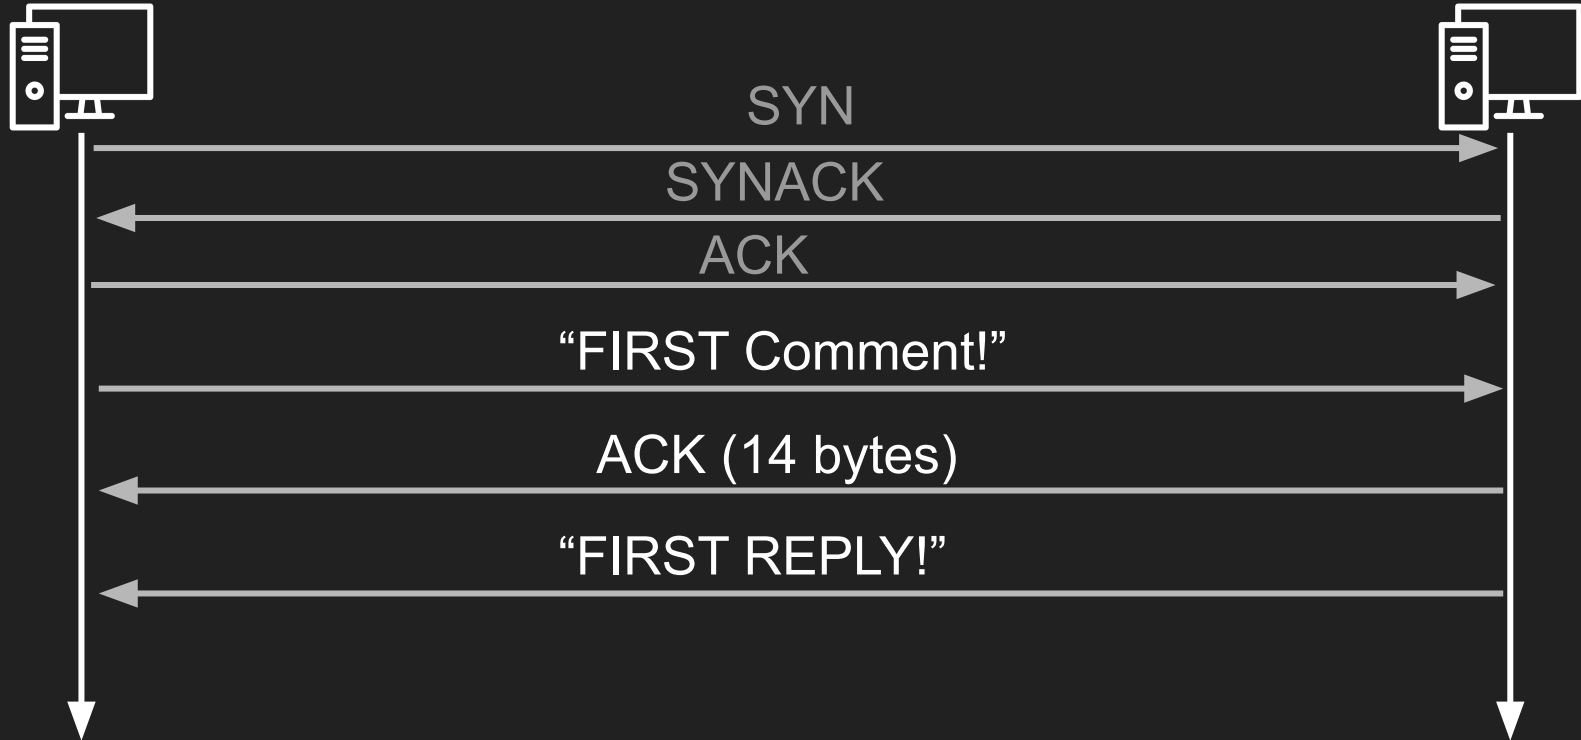 SYN
SYNACK
ACK
“FIRST Comment!”
ACK (14 bytes)
“FIRST REPLY!”